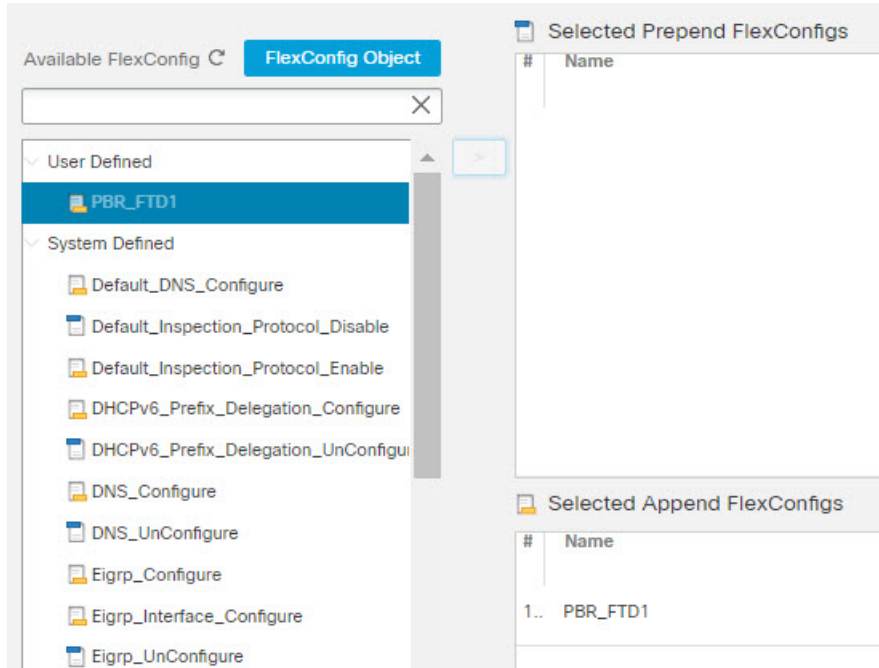 Available FlexConfig
FlexConfig Object
User Defined
PBR_FTD1
System Defined
Default_DNS_Configure
Default_Inspection_Protocol_Disable
Default_Inspection_Protocol_Enable
DHCPv6_Prefix_Delegation_Configure
DHCPv6_Prefix_Delegation_UnConfigu
DNS_Configure
DNS_UnConfigure
Eigrp_Configure
Eigrp_Interface_Configure
Eigrp_UnConfigure
>
Selected Prepend FlexConfigs
# Name
Selected Append FlexConfigs
# Name
1.. PBR_FTD1